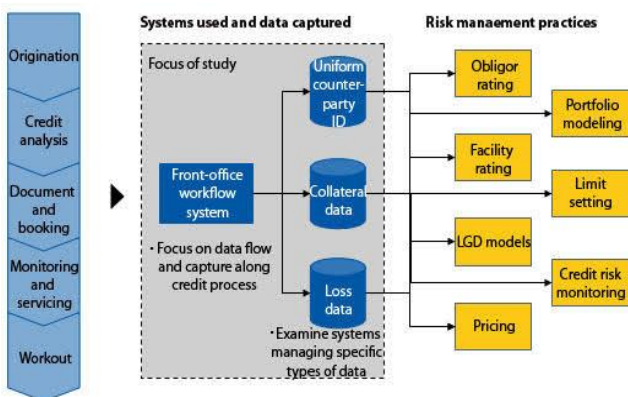 Systems used and data captured
Risk manaement practices
Origination
Credit
analysis
Document
and
booking
Monitoring
and
servicing
Workout
Focus of study
Front-office
workflow
system
· Focus on data flow
and capture along
credit process
Uniform
counter-
party
ID
Collateral
data
Loss
data
· Examine systems
managing specific
types of data
Obligor
rating
Portfolio
modeling
Facility
rating
Limit
setting
LGD models
Credit risk
monitoring
Pricing